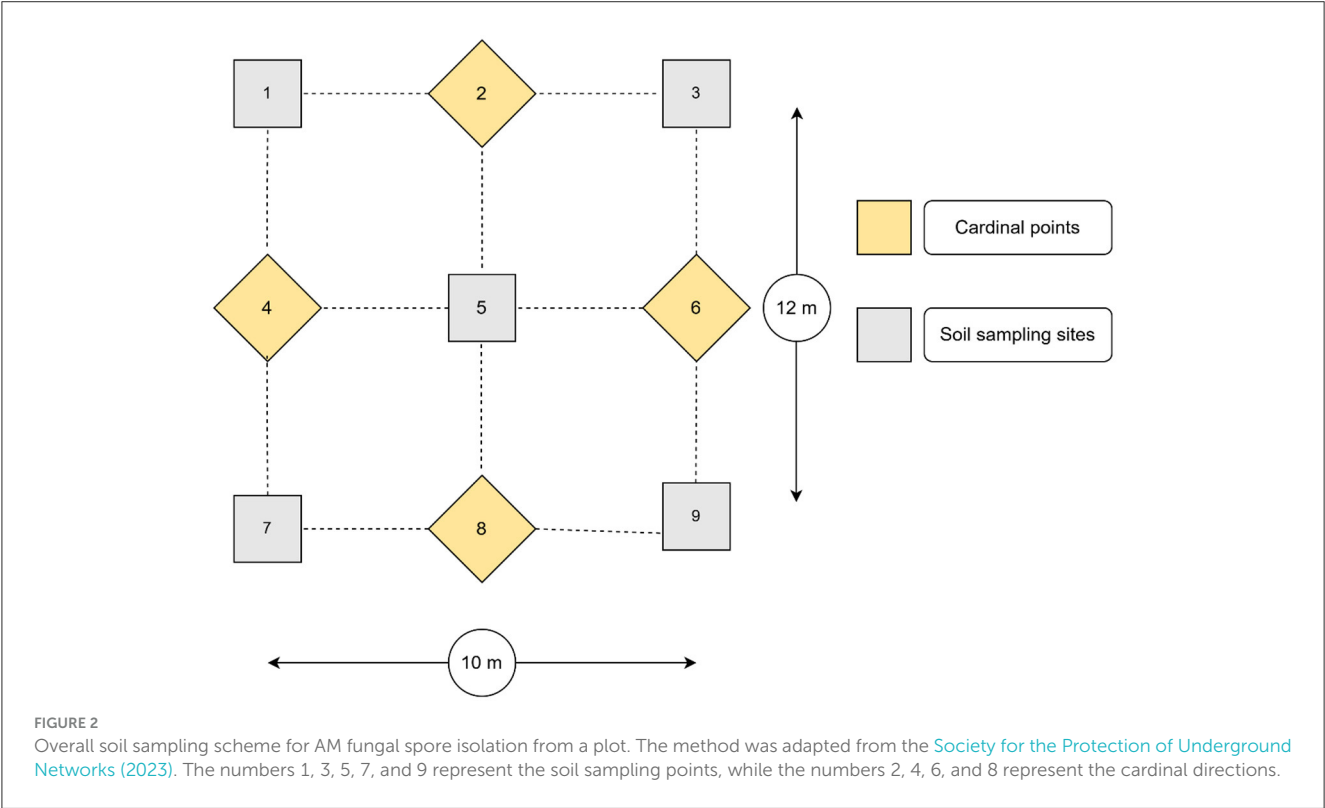 1
2
3
Cardinal points
4
5
6
12 m
Soil sampling sites
7
8
9
10 m
FIGURE 2
Overall soil sampling scheme for AM fungal spore isolation from a plot. The method was adapted from the Society for the Protection of Underground
Networks (2023). The numbers 1, 3, 5, 7, and 9 represent the soil sampling points, while the numbers 2, 4, 6, and 8 represent the cardinal directions.